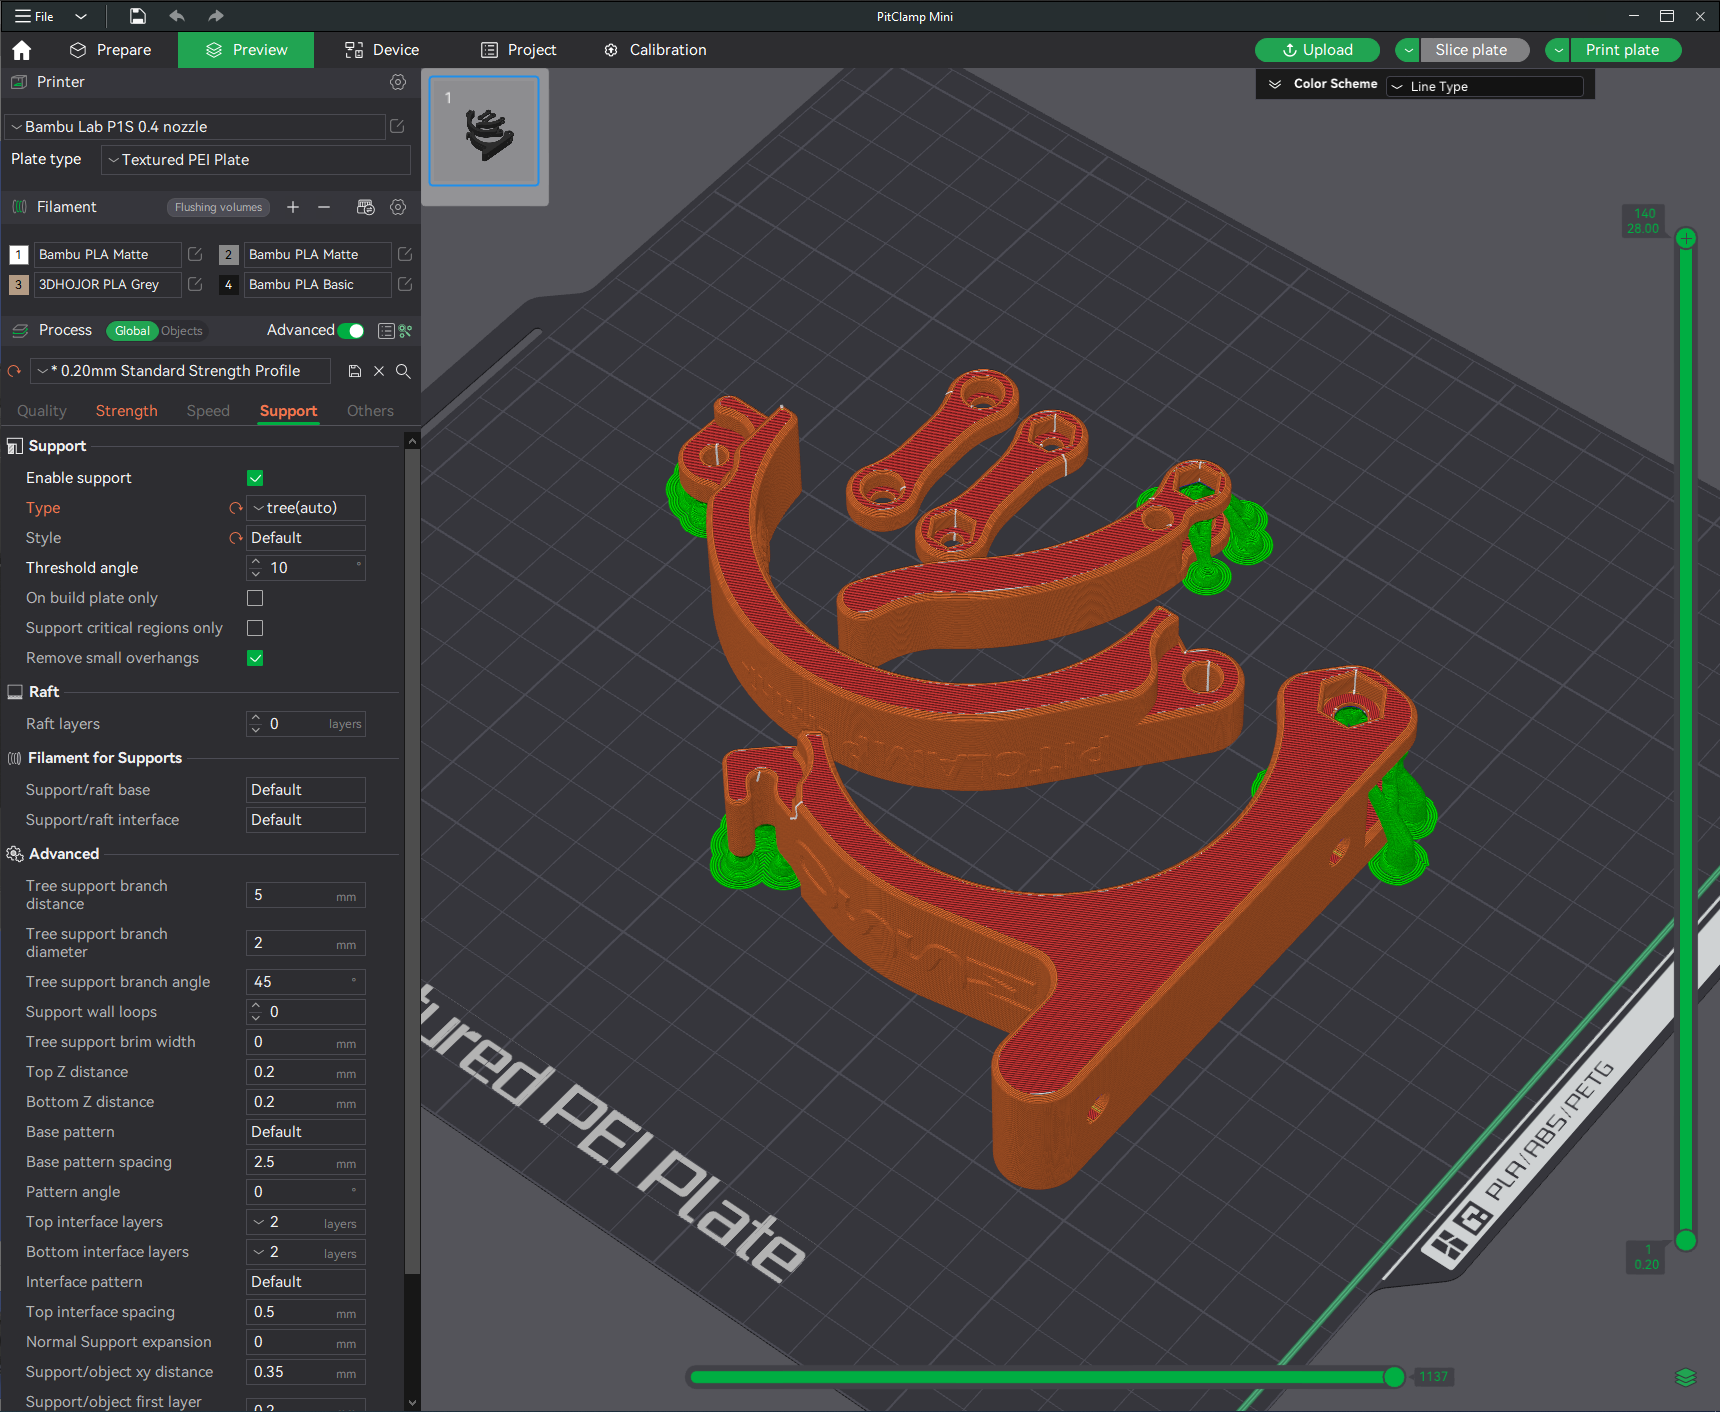 File
PitClamp Mini
Prepare
Preview
Device
Project
Calibration
Upload
Slice plate
Print plate
Printer
Bambu Lab P1S 0.4 nozzle
Plate type
Textured PEI Plate
Filament
Flushing volumes
1 Bambu PLA Matte
2 Bambu PLA Matte
3 3DHOJOR PLA Grey
4 Bambu PLA Basic
Process
Global Objects
Advanced
* 0.20mm Standard Strength Profile
Quality
Strength
Speed
Support
Others
Support
Enable support
Type tree(auto)
Style Default
Threshold angle 10 °
On build plate only
Support critical regions only
Remove small overhangs
Raft
Raft layers 0 layers
Filament for Supports
Support/raft base Default
Support/raft interface Default
Advanced
Tree support branch
distance 5 mm
Tree support branch
diameter 2 mm
Tree support branch angle 45 °
Support wall loops 0
Tree support brim width 0 mm
Top Z distance 0.2 mm
Bottom Z distance 0.2 mm
Base pattern Default
Base pattern spacing 2.5 mm
Pattern angle 0 °
Top interface layers 2 layers
Bottom interface layers 2 layers
Interface pattern Default
Top interface spacing 0.5 mm
Normal Support expansion 0 mm
Support/object xy distance 0.35 mm
Support/object first layer 0.2 mm
1
Color Scheme
Line Type
140
28.00
PITCLAMP
tured PEI Plate
PLA/ABS/PETG
1
0.20
1137